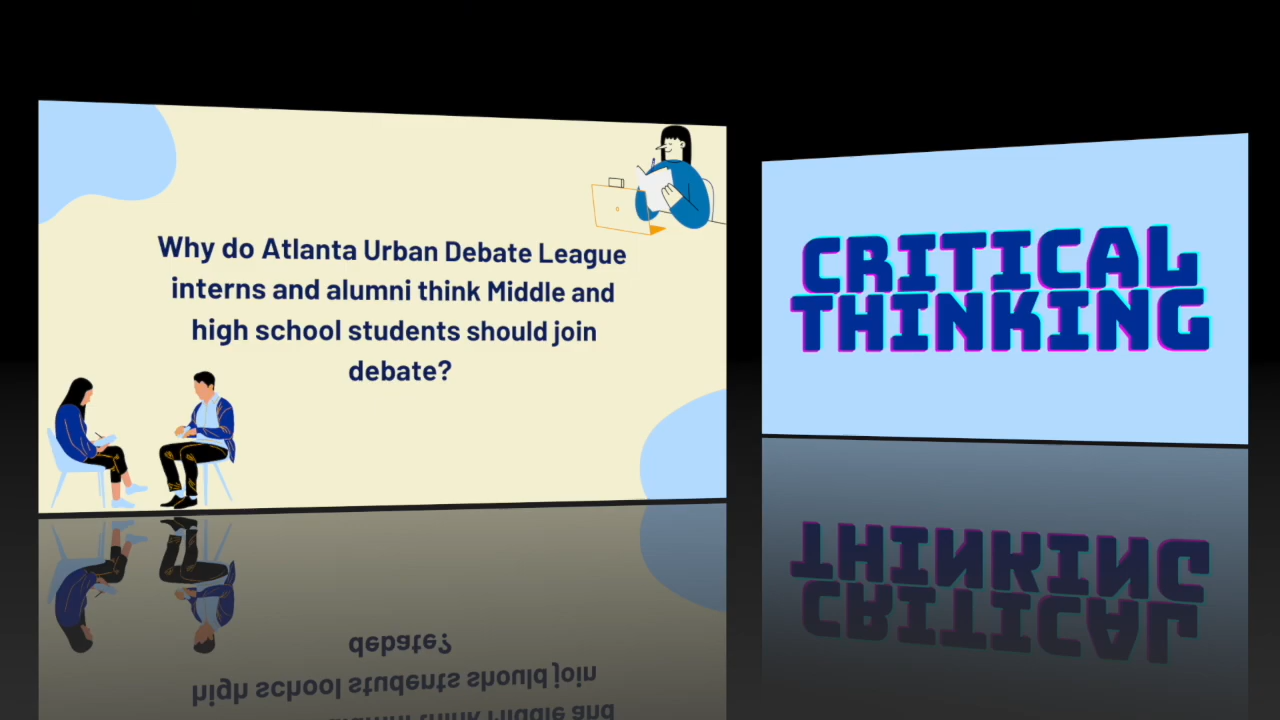 Why do Atlanta Urban Debate League
interns and alumni think Middle and
high school students should join
debate?
CRITICAL
THINKING